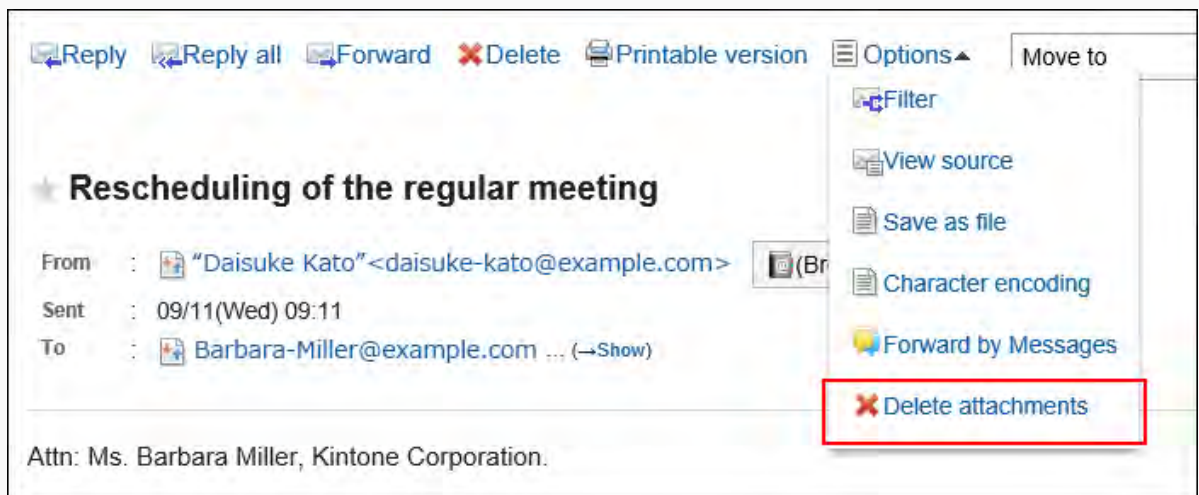 Reply Reply all Forward Delete Printable version Options▲ Move to
Filter
View source
Save as file
Character encoding
Forward by Messages
Delete attachments
Rescheduling of the regular meeting
From : "Daisuke Kato"<daisuke-kato@example.com> (Br
Sent : 09/11(Wed) 09:11
To : Barbara-Miller@example.com ... (→Show)
Attn: Ms. Barbara Miller, Kintone Corporation.